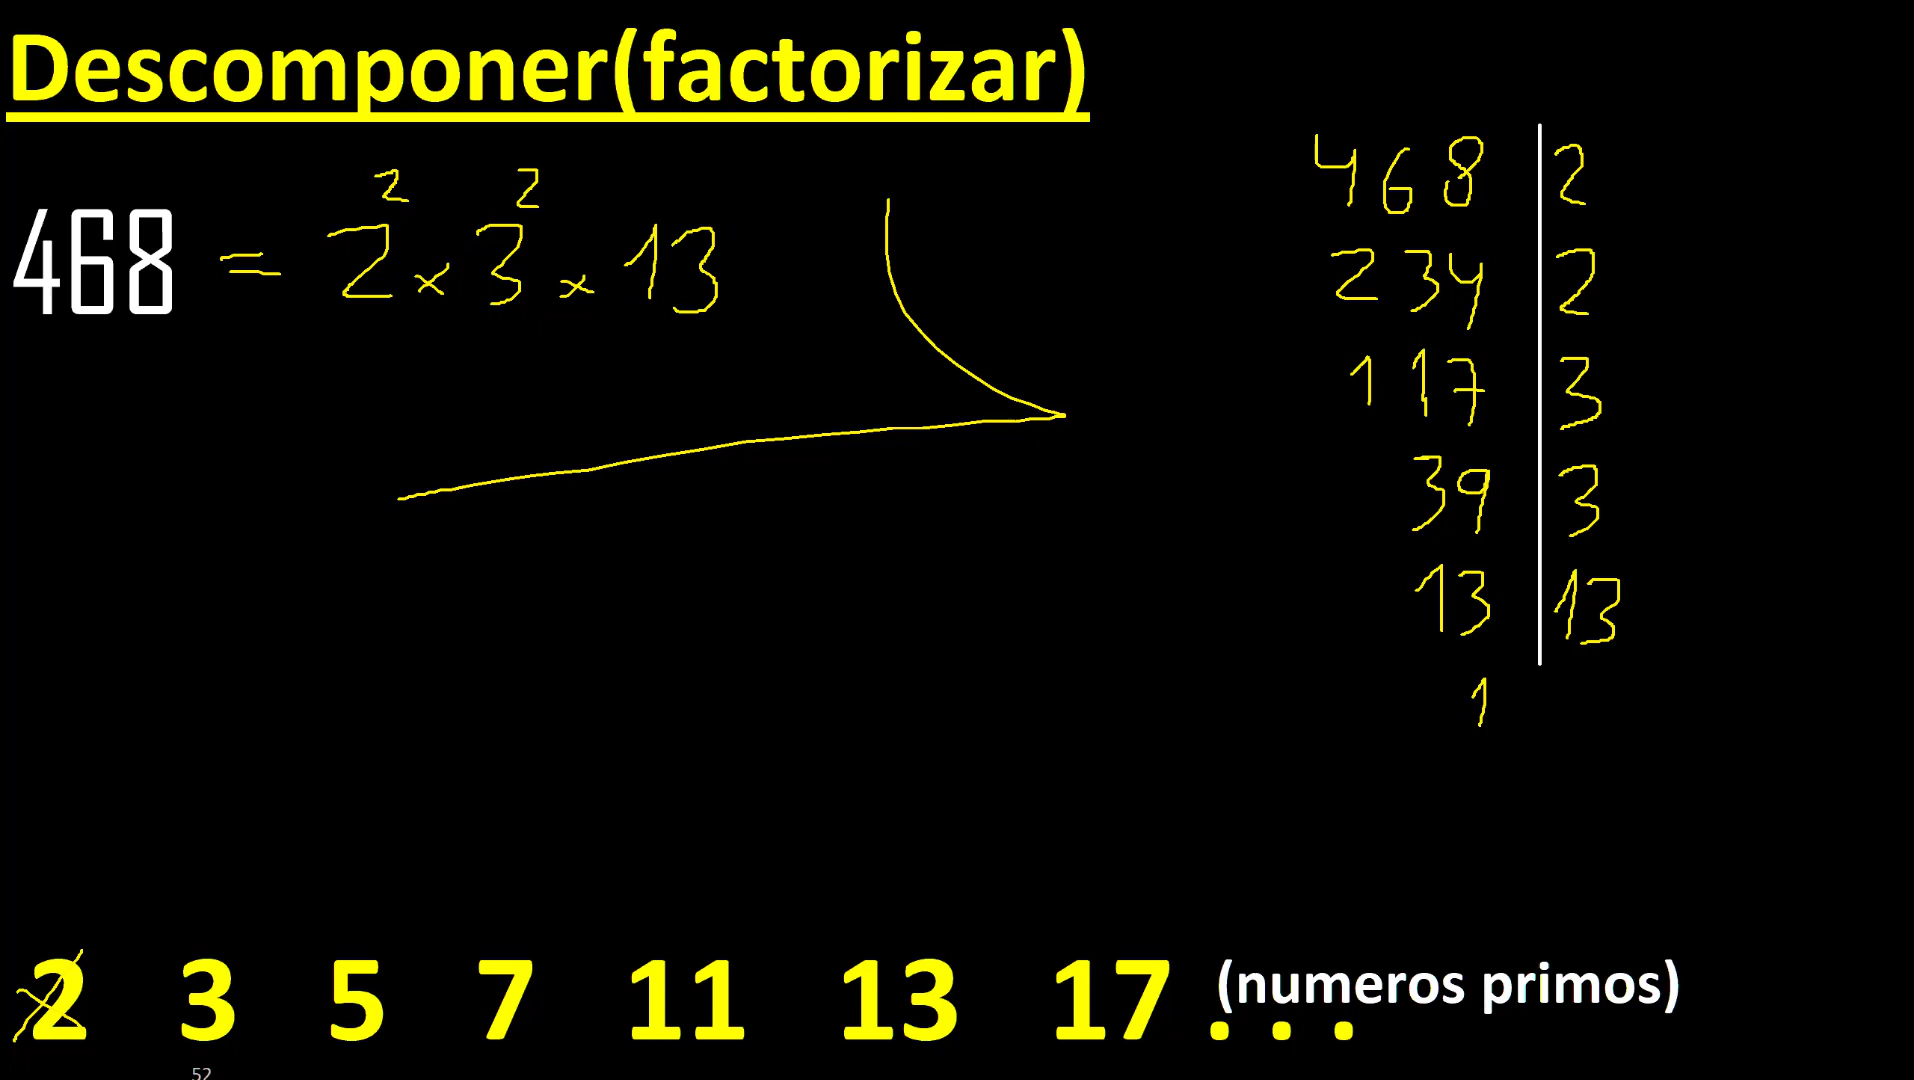 Descomponer(factorizar)
468 = 2² × 3² × 13
468 | 2
234 | 2
117 | 3
39 | 3
13 | 13
1
2 3 5 7 11 13 17 . . . (numeros primos)
52